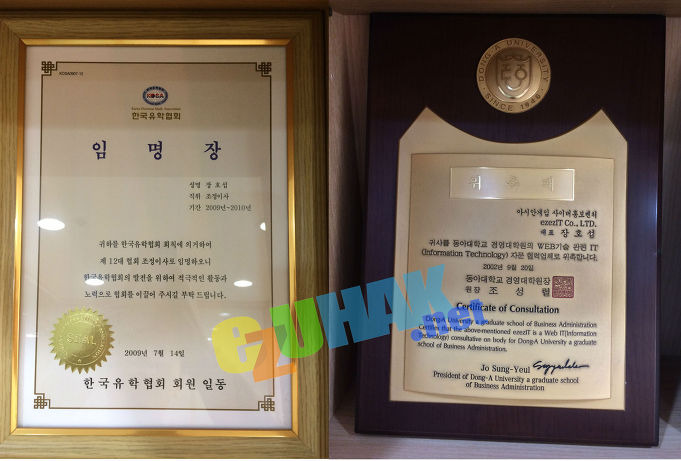 KOSA0907-13
KOSA
Korea Overseas Study Association
한국유학협회
임 명 장
성명 장 호 섭
직위 조정이사
기간 2009년~2010년
귀하를 한국유학협회 회칙에 의거하여
제 12대 협회 조정이사로 임명하오니
한국유학협회의 발전을 위하여 적극적인 활동과
노력으로 협회를 이끌어 주시길 부탁 드립니다.
SEAL
2009년 7월 14일
한국유학협회 회원 일동
DONG-A UNIVERSITY
SINCE 1946
위 촉 패
아시안게임 사이버홍보벤처
ezezIT Co., LTD.
대표 장 호 섭
귀사를 동아대학교 경영대학원의 WEB기술 관련 IT
(Information Technology) 자문 협력업체로 위촉합니다.
2002년 9월 20일
동아대학교 경영대학원장
원장 조 성 렬
Certificate of Consultation
Dong-A University a graduate school of Business Administration
Certifies that the above-mentioned ezezIT is a Web IT(Information
Technology) consultative on body for Dong-A University a graduate
school of Business Administration.
Jo Sung-Yeul
President of Dong-A University a graduate school
of Business Administration
eZUHAK.net